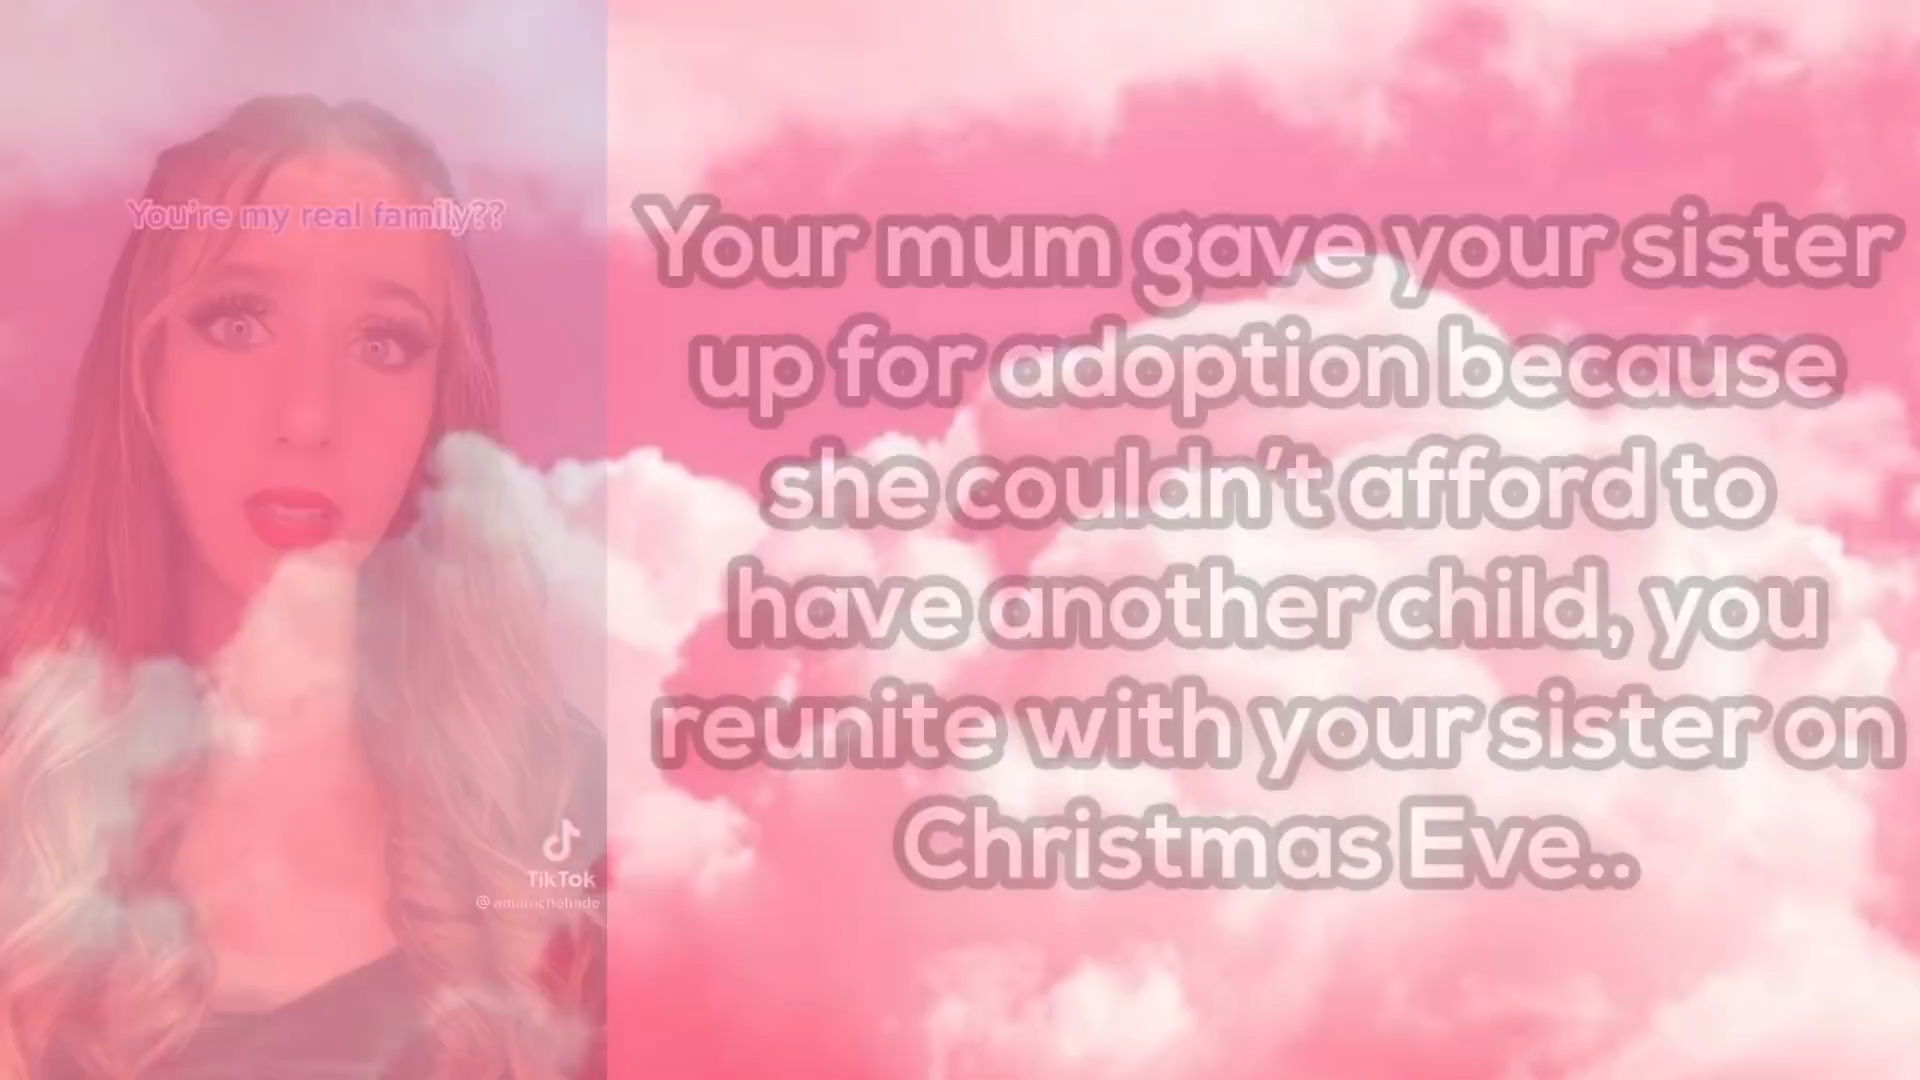 You're my real family??
Your mum gave your sister
up for adoption because
she couldn't afford to
have another child, you
reunite with your sister on
Christmas Eve..
TikTok